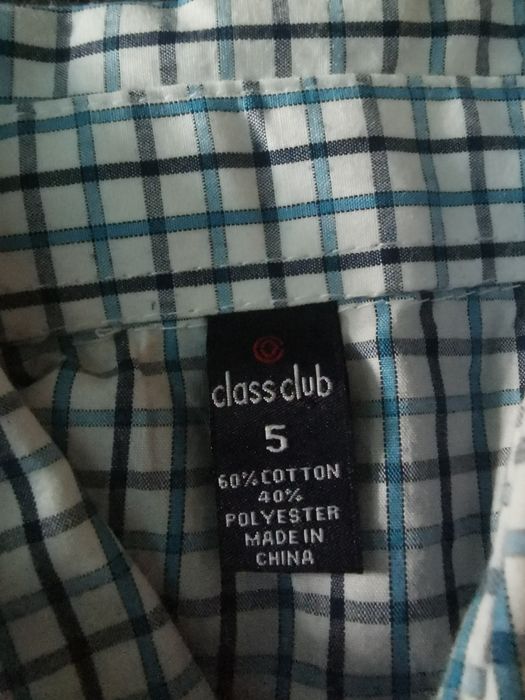 class club
5
60% COTTON
40%
POLYESTER
MADE IN
CHINA